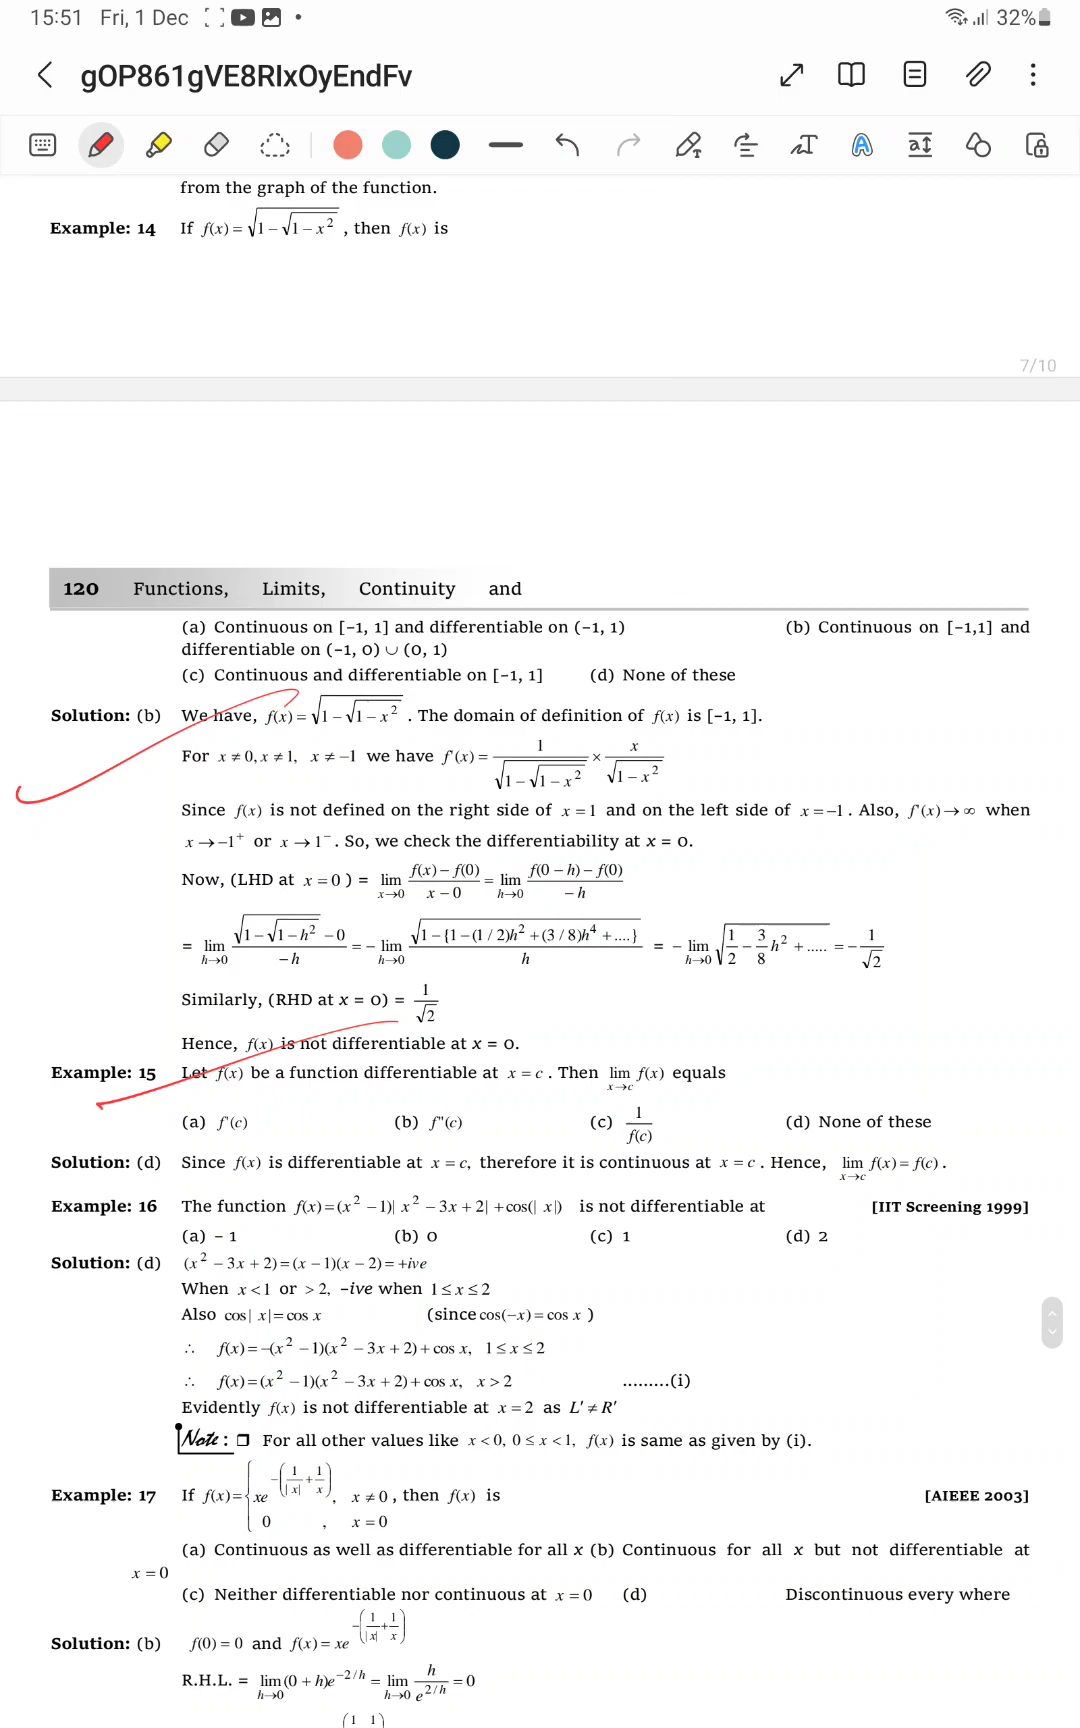 15:51 Fri, 1 Dec 32%
gOP861gVE8RIxOyEndFv
from the graph of the function.
Example: 14 If f(x) = √(1 − √(1 − x²)) , then f(x) is
7/10
120 Functions, Limits, Continuity and
(a) Continuous on [−1, 1] and differentiable on (−1, 1) (b) Continuous on [−1,1] and
differentiable on (−1, 0) ∪ (0, 1)
(c) Continuous and differentiable on [−1, 1] (d) None of these
Solution: (b) We have, f(x) = √(1 − √(1 − x²)) . The domain of definition of f(x) is [−1, 1].
For x ≠ 0, x ≠ 1, x ≠ −1 we have f'(x) = 1/√(1 − √(1 − x²)) × x/√(1 − x²)
Since f(x) is not defined on the right side of x = 1 and on the left side of x = −1. Also, f'(x) → ∞ when
x → −1⁺ or x → 1⁻. So, we check the differentiability at x = 0.
Now, (LHD at x = 0) = lim x→0 (f(x) − f(0))/(x − 0) = lim h→0 (f(0 − h) − f(0))/(−h)
= lim h→0 (√(1 − √(1 − h²)) − 0)/(−h) = − lim h→0 √(1 − {1 − (1 / 2)h² + (3 / 8)h⁴ + ....})/h = − lim h→0 √(1/2 − 3/8 h² + .....) = − 1/√2
Similarly, (RHD at x = 0) = 1/√2
Hence, f(x) is not differentiable at x = 0.
Example: 15 Let f(x) be a function differentiable at x = c. Then lim x→c f(x) equals
(a) f'(c) (b) f"(c) (c) 1/f(c) (d) None of these
Solution: (d) Since f(x) is differentiable at x = c, therefore it is continuous at x = c. Hence, lim x→c f(x) = f(c).
Example: 16 The function f(x) = (x² − 1)| x² − 3x + 2| + cos(| x|) is not differentiable at [IIT Screening 1999]
(a) − 1 (b) 0 (c) 1 (d) 2
Solution: (d) (x² − 3x + 2) = (x − 1)(x − 2) = +ive
When x < 1 or > 2, −ive when 1 ≤ x ≤ 2
Also cos| x| = cos x (since cos(−x) = cos x )
∴ f(x) = −(x² − 1)(x² − 3x + 2) + cos x, 1 ≤ x ≤ 2
∴ f(x) = (x² − 1)(x² − 3x + 2) + cos x, x > 2 .........(i)
Evidently f(x) is not differentiable at x = 2 as L' ≠ R'
Note : ❒ For all other values like x < 0, 0 ≤ x < 1, f(x) is same as given by (i).
Example: 17 If f(x) = { xe^−(1/|x| + 1/x), x ≠ 0, then f(x) is [AIEEE 2003]
0 , x = 0
(a) Continuous as well as differentiable for all x (b) Continuous for all x but not differentiable at
x = 0
(c) Neither differentiable nor continuous at x = 0 (d) Discontinuous every where
Solution: (b) f(0) = 0 and f(x) = xe^−(1/|x| + 1/x)
R.H.L. = lim h→0 (0 + h)e^−2/h = lim h→0 h/e^2/h = 0
(1 1)